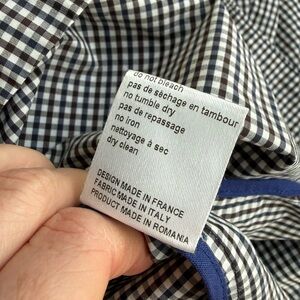 do not bleach
pas de séchage en tambour
no tumble dry
pas de repassage
no iron
nettoyage à sec
dry clean
DESIGN MADE IN FRANCE
FABRIC MADE IN ITALY
PRODUCT MADE IN ROMANIA